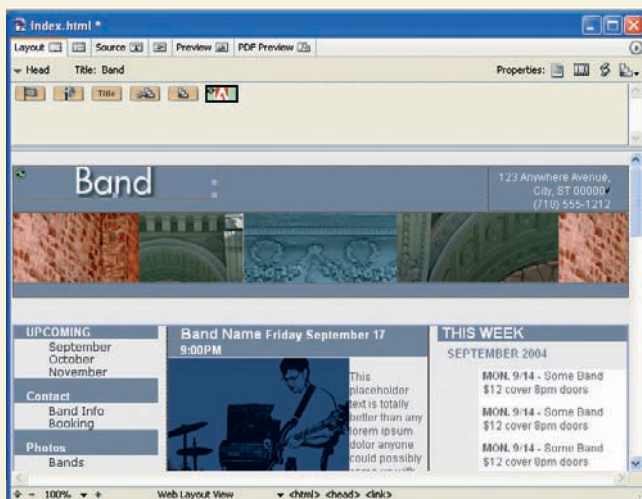 index.html *
Layout Source Preview PDF Preview
Head Title: Band Properties:
Title
Band
123 Anywhere Avenue,
City, ST 00000
(710) 555-1212
UPCOMING
September
October
November
Contact
Band Info
Booking
Photos
Bands
Band Name Friday September 17
9:00PM
This
placeholder
text is totally
better than any
lorem ipsum
dolor anyone
could possibly
THIS WEEK
SEPTEMBER 2004
MON. 9/14 - Some Band
$12 cover 8pm doors
MON. 9/14 - Some Band
$12 cover 8pm doors
MON. 9/14 - Some Band
$12 cover 8pm doors
100% Web Layout View <html> <head> <link>